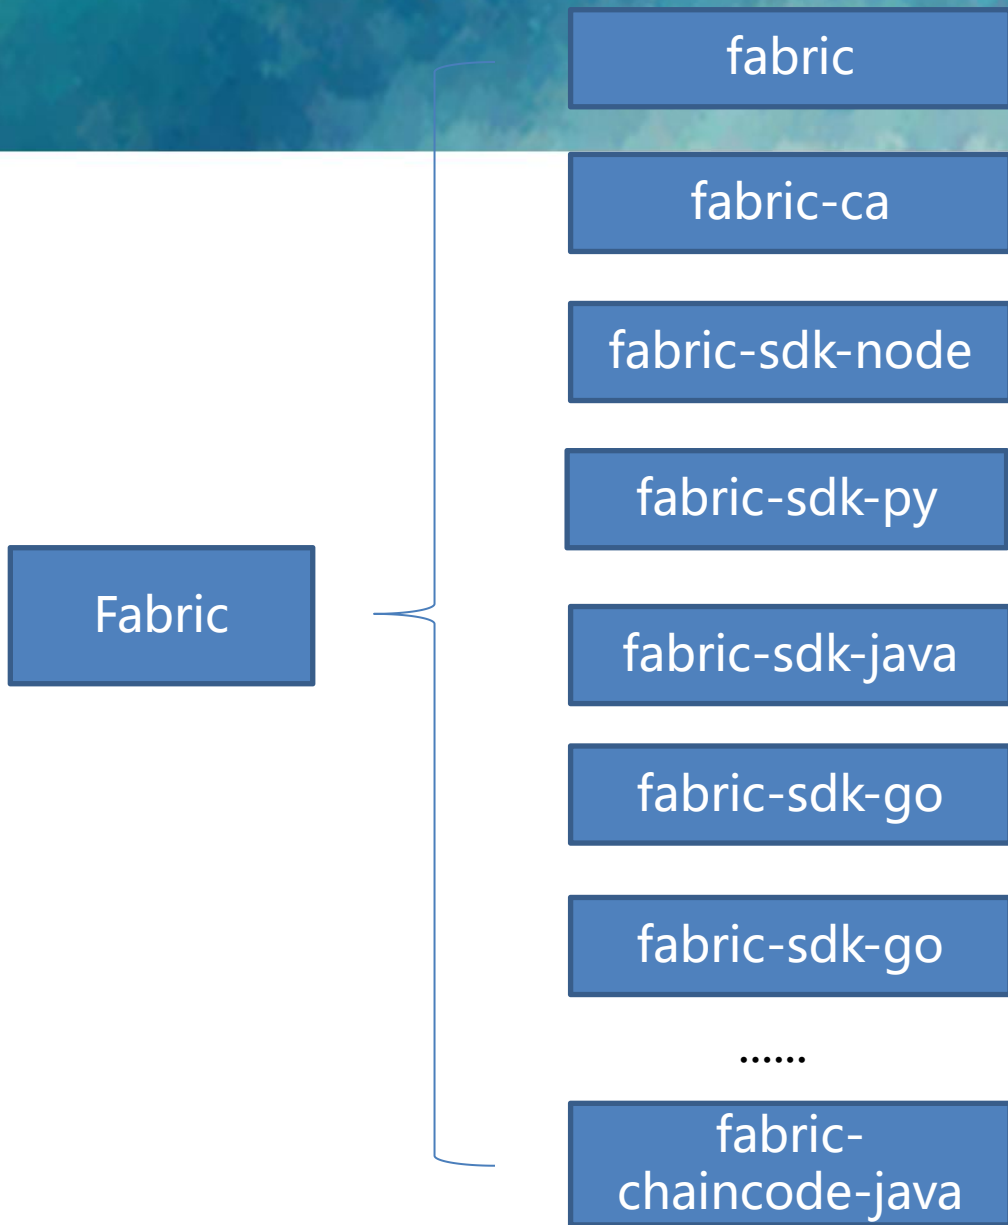 fabric
fabric-ca
fabric-sdk-node
fabric-sdk-py
Fabric
fabric-sdk-java
fabric-sdk-go
fabric-sdk-go
......
fabric-
chaincode-java